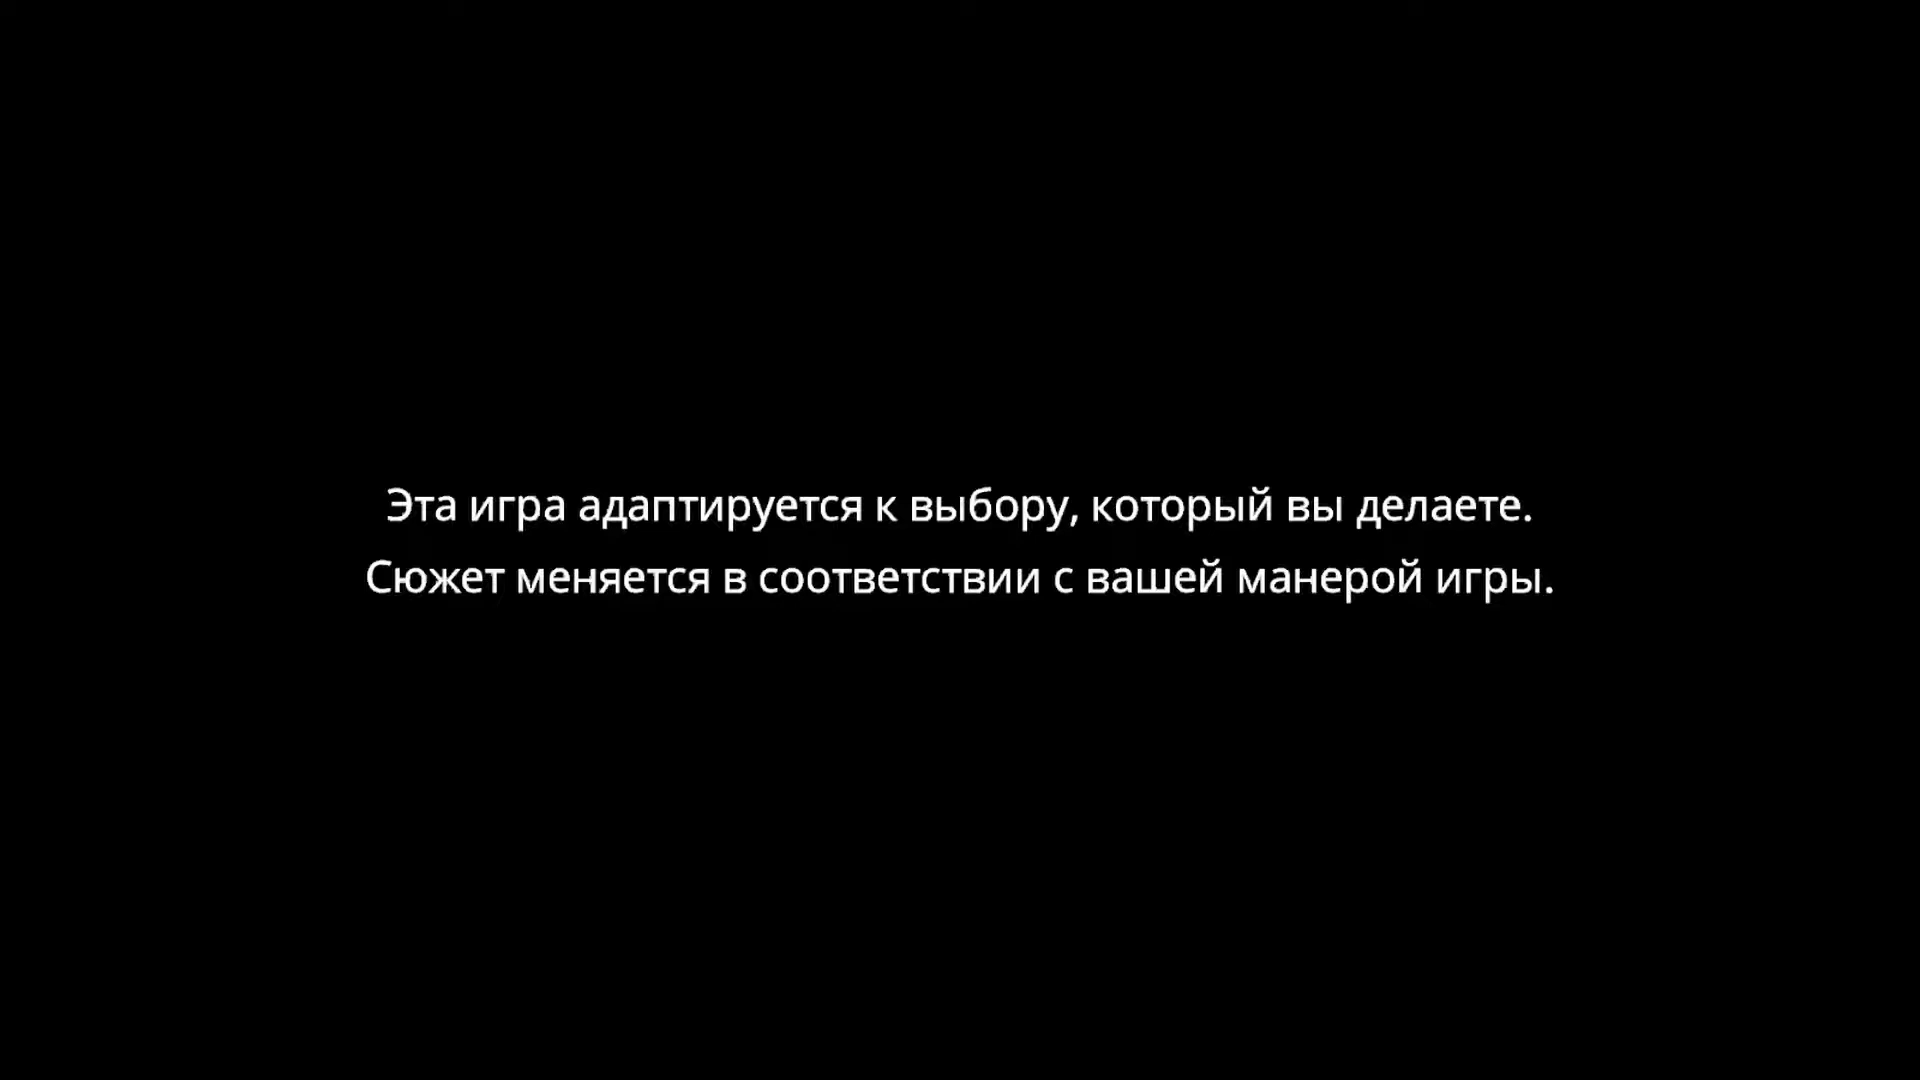 Эта игра адаптируется к выбору, который вы делаете.
Сюжет меняется в соответствии с вашей манерой игры.